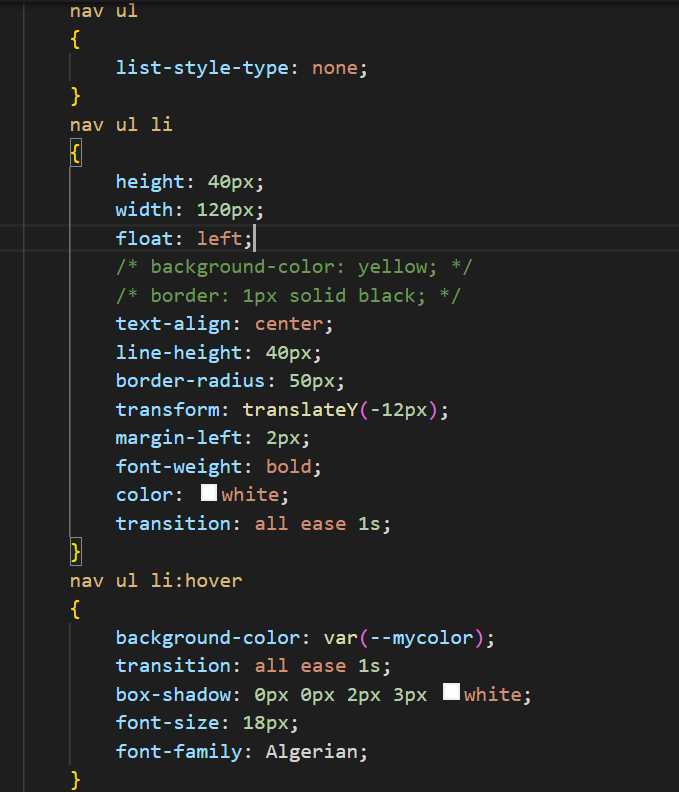 nav ul
{
list-style-type: none;
}
nav ul li
{
height: 40px;
width: 120px;
float: left;
/* background-color: yellow; */
/* border: 1px solid black; */
text-align: center;
line-height: 40px;
border-radius: 50px;
transform: translateY(-12px);
margin-left: 2px;
font-weight: bold;
color: white;
transition: all ease 1s;
}
nav ul li:hover
{
background-color: var(--mycolor);
transition: all ease 1s;
box-shadow: 0px 0px 2px 3px white;
font-size: 18px;
font-family: Algerian;
}